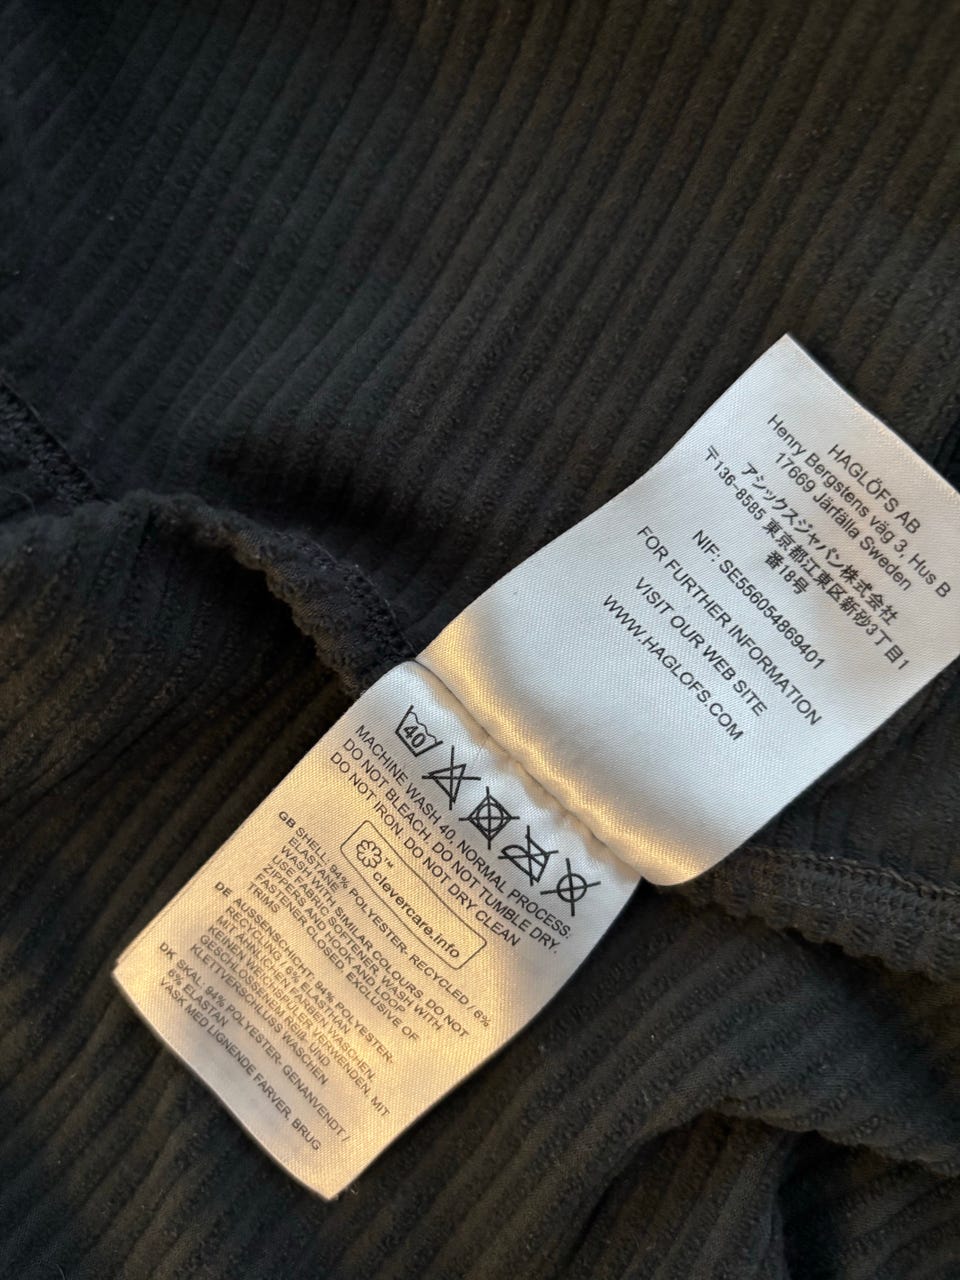 HAGLÖFS AB
Henry Bergstens väg 3, Hus B
17669 Järfälla Sweden
アシックスジャパン株式会社
〒136-8585 東京都江東区新砂3丁目1
番18号
NIF: SE556054869401
FOR FURTHER INFORMATION
VISIT OUR WEB SITE
WWW.HAGLOFS.COM
40
MACHINE WASH 40, NORMAL PROCESS.
DO NOT BLEACH. DO NOT TUMBLE DRY.
DO NOT IRON. DO NOT DRY CLEAN
™ clevercare.info
GB SHELL: 94% POLYESTER- RECYCLED / 6%
ELASTANE
WASH WITH SIMILAR COLOURS. DO NOT
USE FABRIC SOFTENER. WASH WITH
ZIPPERS AND HOOK AND LOOP
FASTENER CLOSED. EXCLUSIVE OF
TRIMS
DE AUSSENSCHICHT: 94% POLYESTER-
RECYCLING / 6% ELASTHAN
MIT ÄHNLICHEN FARBEN WASCHEN.
KEINEN WEICHSPÜLER VERWENDEN. MIT
GESCHLOSSENEM REIß- UND
KLETTVERSCHLUSS WASCHEN
DK SKAL: 94% POLYESTER- GENANVENDT /
6% ELASTAN
VASK MED LIGNENDE FARVER. BRUG